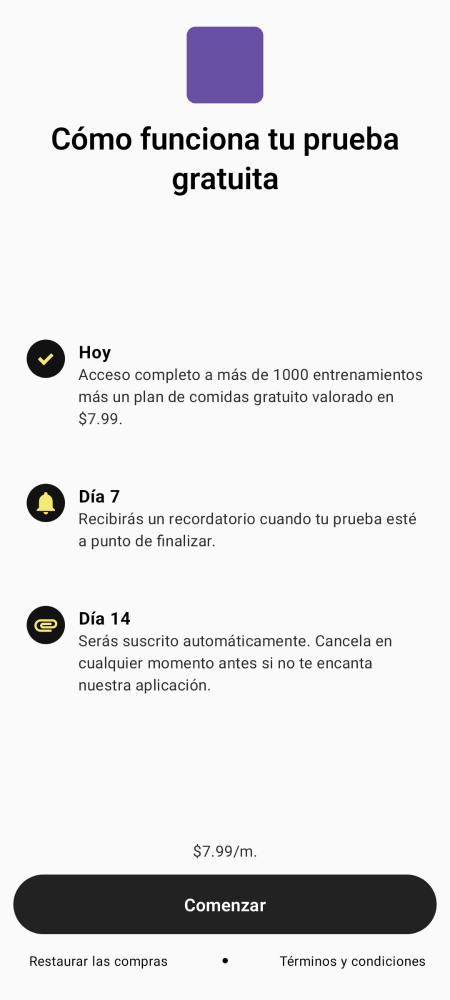 Cómo funciona tu prueba
gratuita
Hoy
Acceso completo a más de 1000 entrenamientos
más un plan de comidas gratuito valorado en
$7.99.
Día 7
Recibirás un recordatorio cuando tu prueba esté
a punto de finalizar.
Día 14
Serás suscrito automáticamente. Cancela en
cualquier momento antes si no te encanta
nuestra aplicación.
$7.99/m.
Comenzar
Restaurar las compras • Términos y condiciones